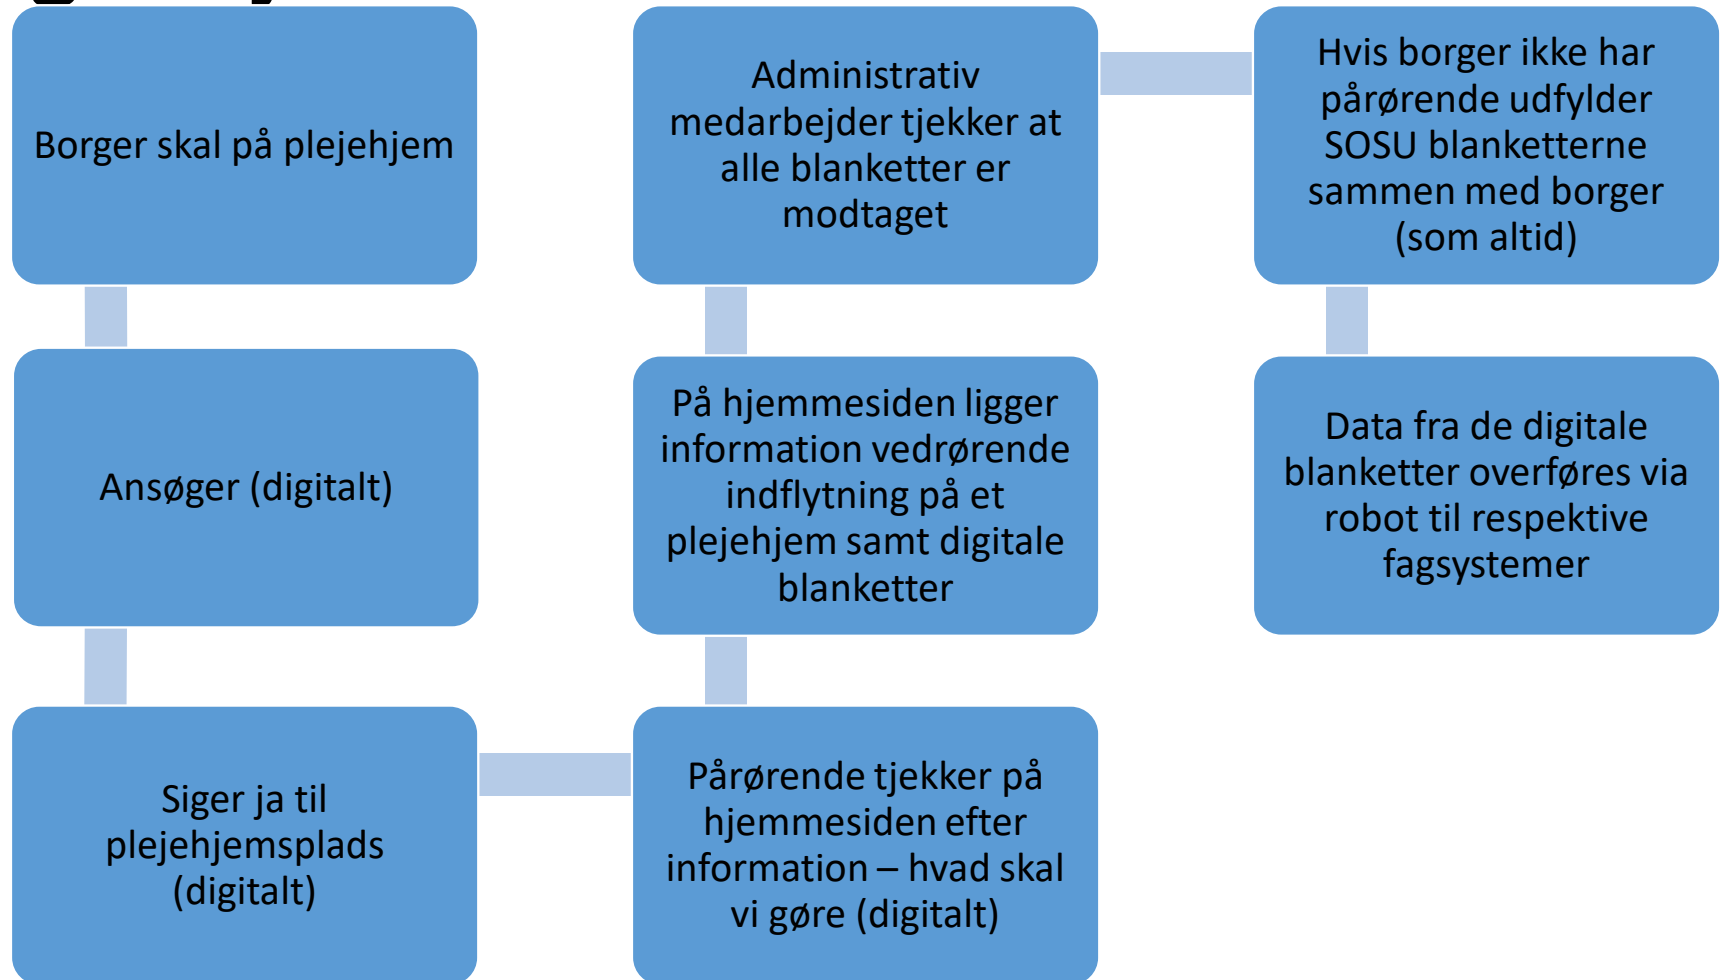 Borger skal på plejehjem
Ansøger (digitalt)
Siger ja til
plejehjemsplads
(digitalt)
Pårørende tjekker på
hjemmesiden efter
information – hvad skal
vi gøre (digitalt)
På hjemmesiden ligger
information vedrørende
indflytning på et
plejehjem samt digitale
blanketter
Administrativ
medarbejder tjekker at
alle blanketter er
modtaget
Hvis borger ikke har
pårørende udfylder
SOSU blanketterne
sammen med borger
(som altid)
Data fra de digitale
blanketter overføres via
robot til respektive
fagsystemer